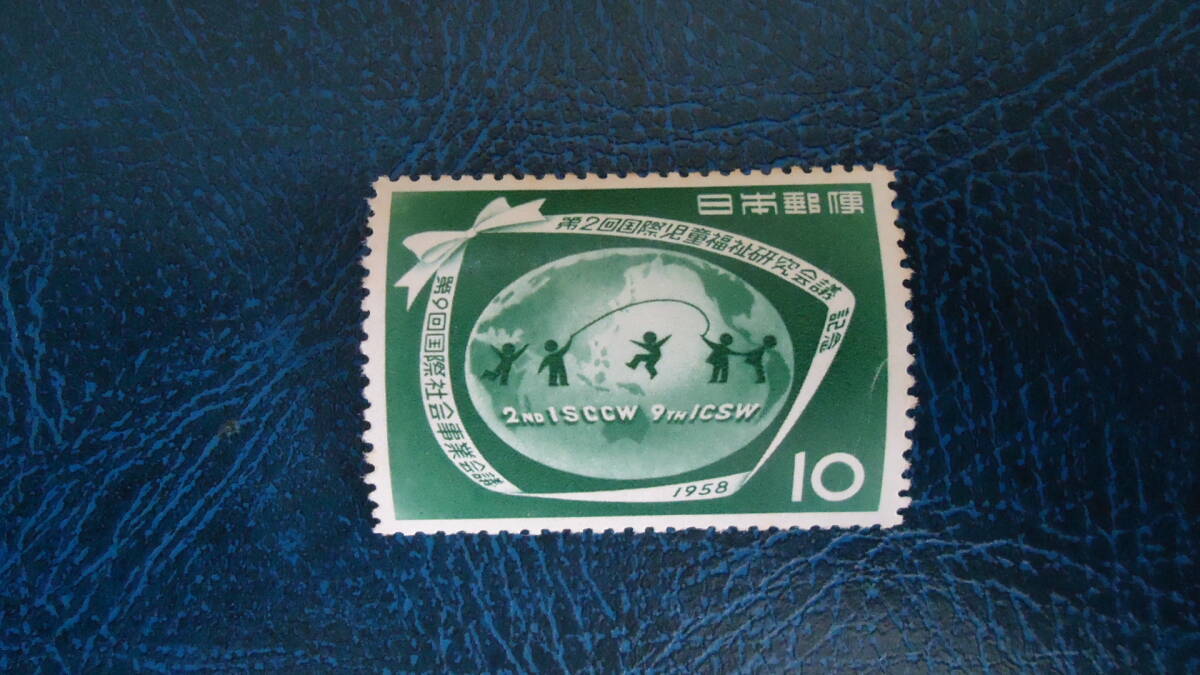 日本郵便
第2回国際児童福祉研究会議 記念
第9回国際社会事業会議
2ND ISCCW 9TH ICSW
1958
10